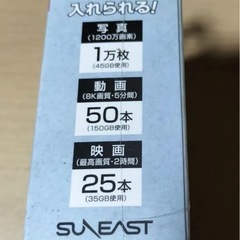 入れられる!
写真
(1200万画素)
1万枚
(45GB使用)
動画
(8K画質・5分間)
50本
(150GB使用)
映画
(最高画質・2時間)
25本
(35GB使用)
SUNEAST